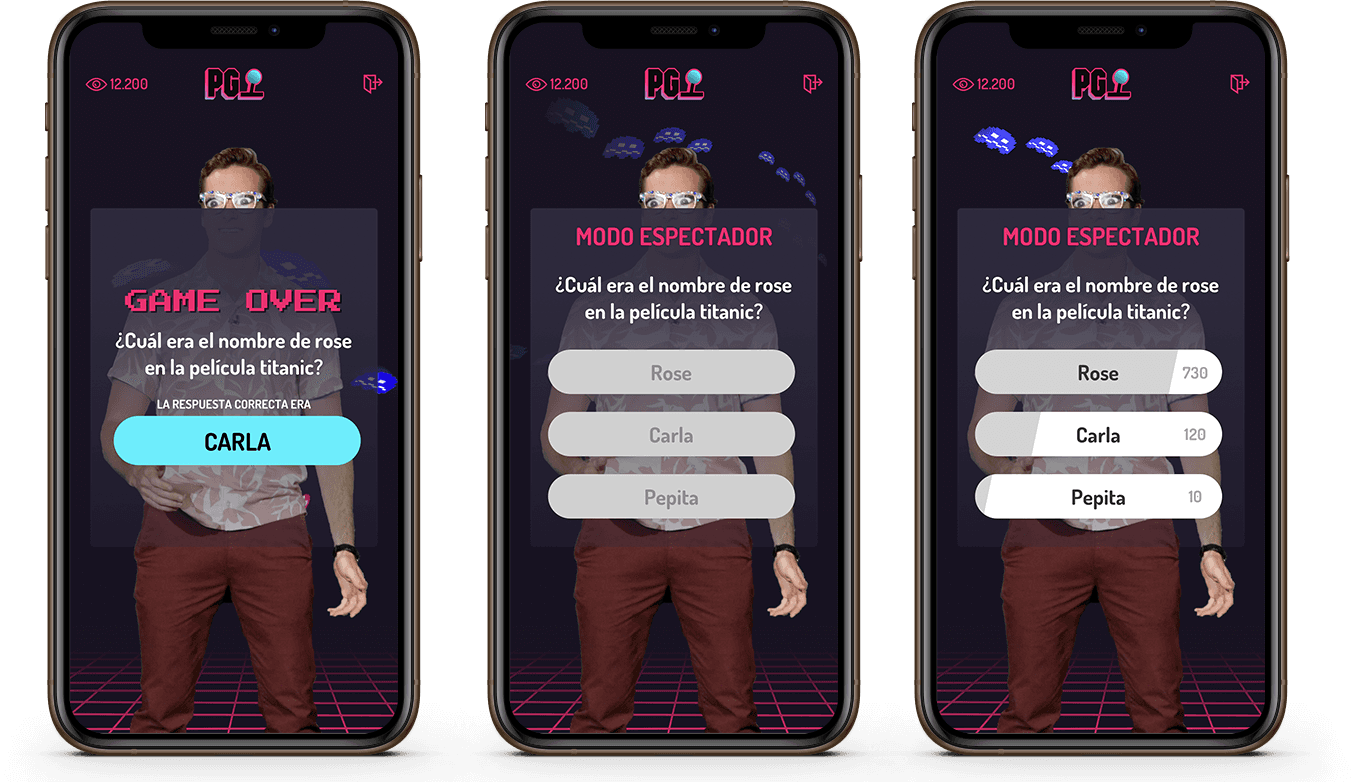 12.200
PG
GAME OVER
¿Cuál era el nombre de rose
en la película titanic?
LA RESPUESTA CORRECTA ERA
CARLA
12.200
PG
MODO ESPECTADOR
¿Cuál era el nombre de rose
en la película titanic?
Rose
Carla
Pepita
12.200
PG
MODO ESPECTADOR
¿Cuál era el nombre de rose
en la película titanic?
Rose 730
Carla 120
Pepita 10